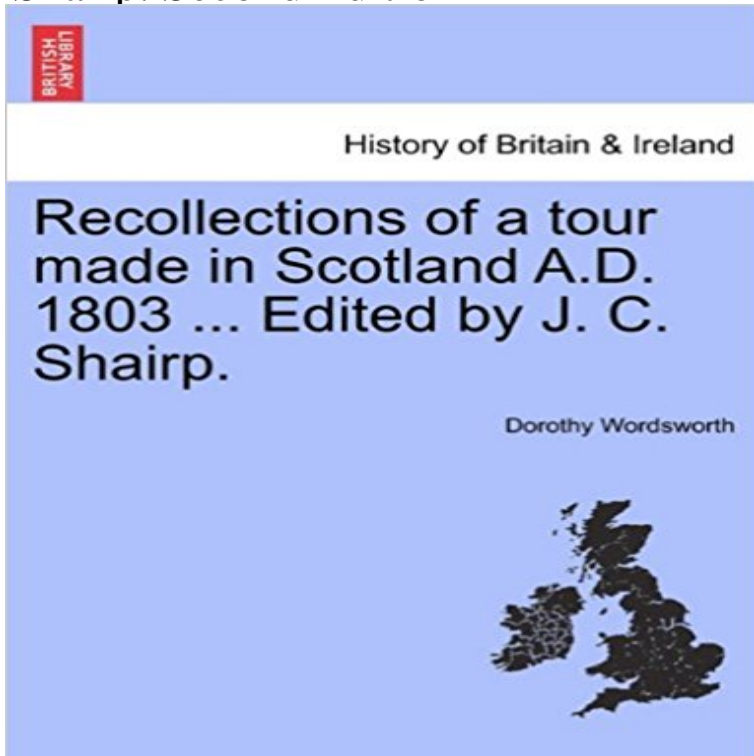 BRITISH
LIBRARY
History of Britain & Ireland
Recollections of a tour
made in Scotland A.D.
1803 ... Edited by J. C.
Shairp.
Dorothy Wordsworth